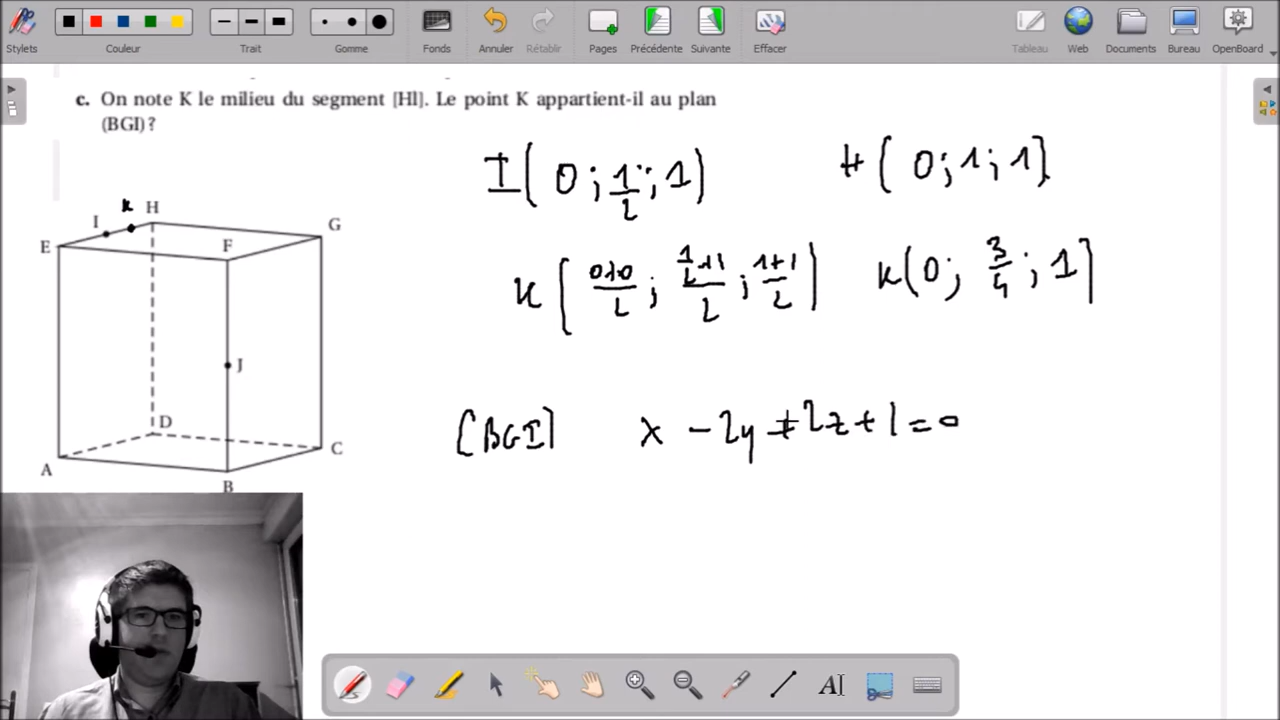 Stylets Couleur Trait Gomme Fonds Annuler Rétablir Pages Précédente Suivante Effacer Tableau Web Documents Bureau OpenBoard
c. On note K le milieu du segment [HI]. Le point K appartient-il au plan
(BGI) ?
I( 0 ; 1/2 ; 1) H( 0 ; 1 ; 1)
K H
I
G
E
F
K( 0+0/2 ; 1/2+1/2 ; 1+1/2 ) K(0 ; 3/4 ; 1)
J
D
(BGI) x - 2y + 2z + 1 = 0
C
A
B
AI